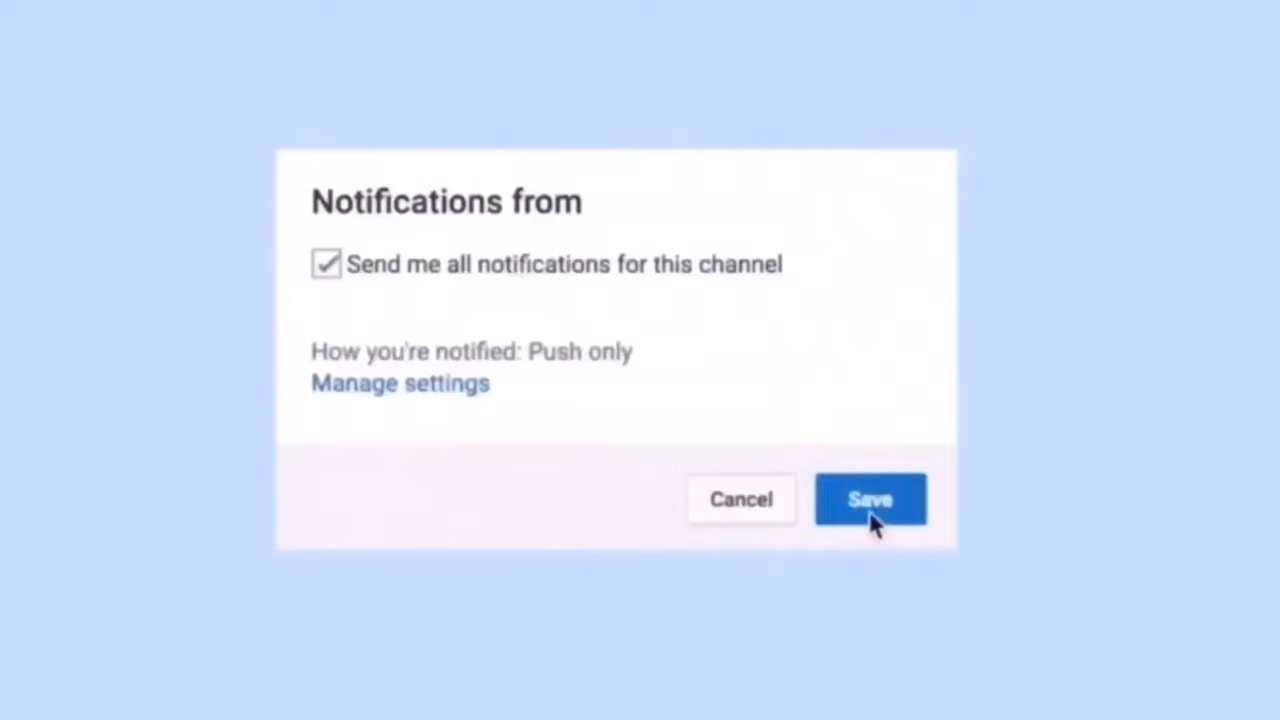 Notifications from
Send me all notifications for this channel
How you're notified: Push only
Manage settings
Cancel
Save